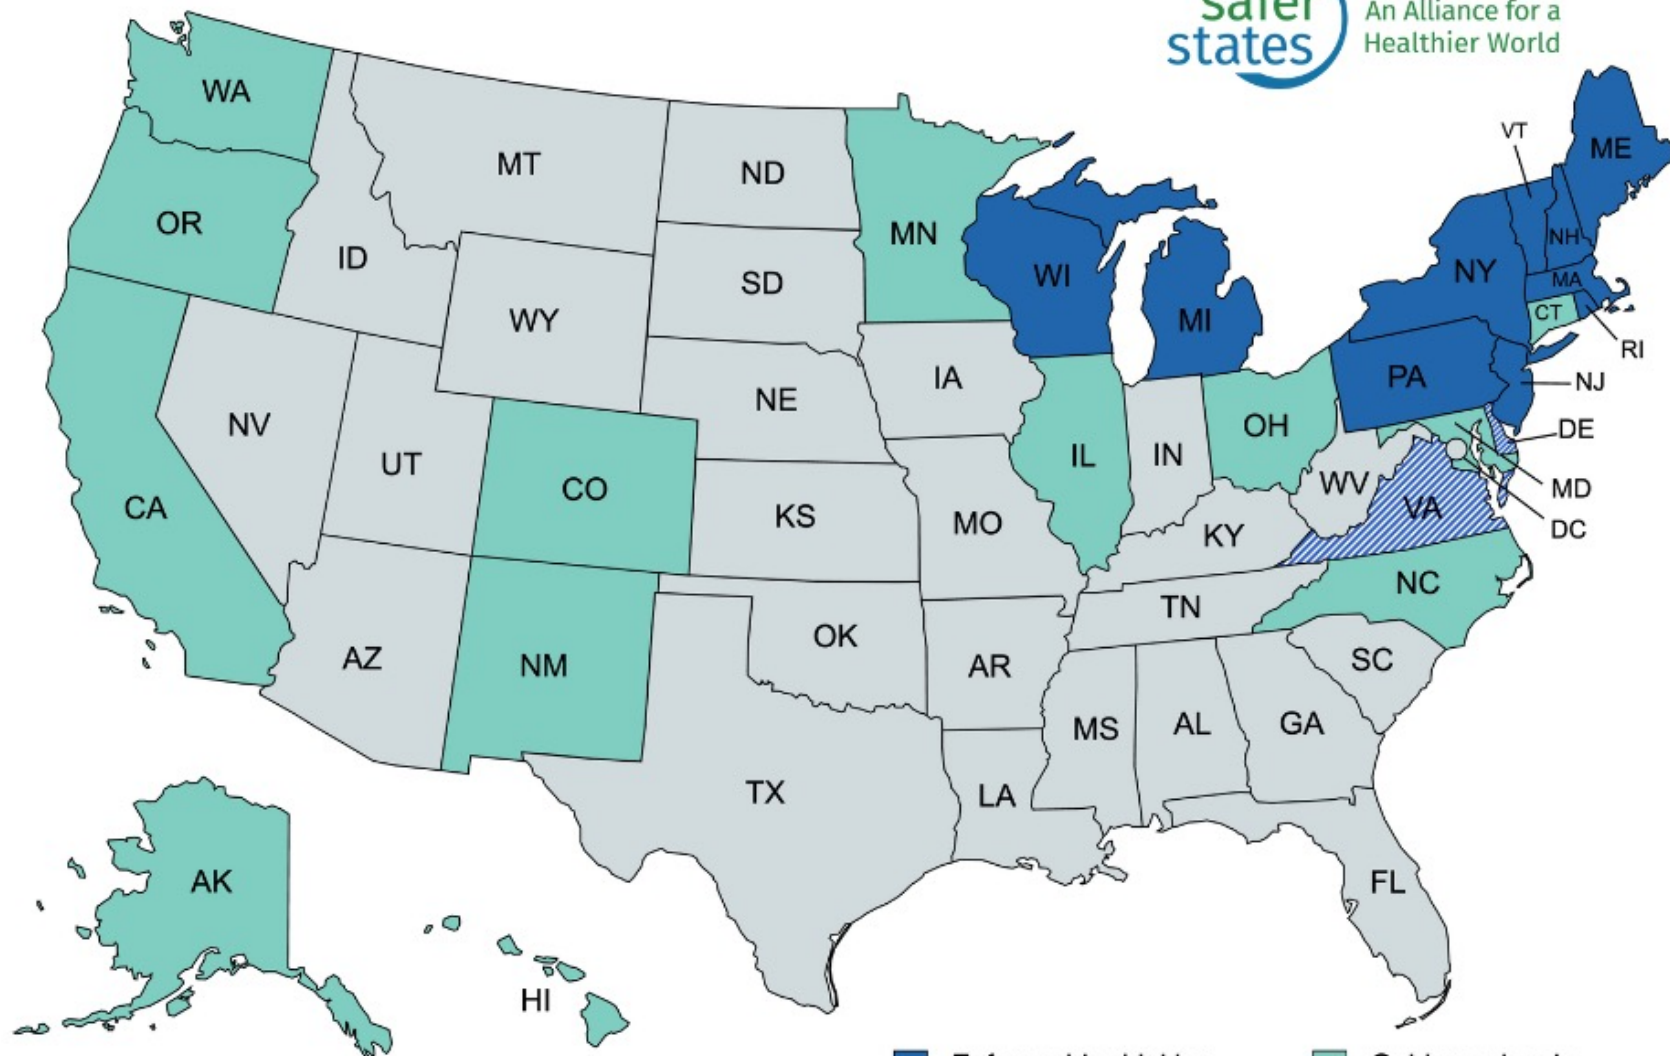 safer
states
An Alliance for a
Healthier World
WA
MT
ND
MN
OR
ID
SD
WI
MI
VT
ME
NH
NY
MA
CT
RI
WY
IA
NE
PA
NJ
NV
UT
CO
KS
MO
IL
IN
OH
WV
VA
DE
MD
DC
CA
KY
NC
TN
AZ
NM
OK
AR
SC
MS
AL
GA
TX
LA
AK
HI
FL